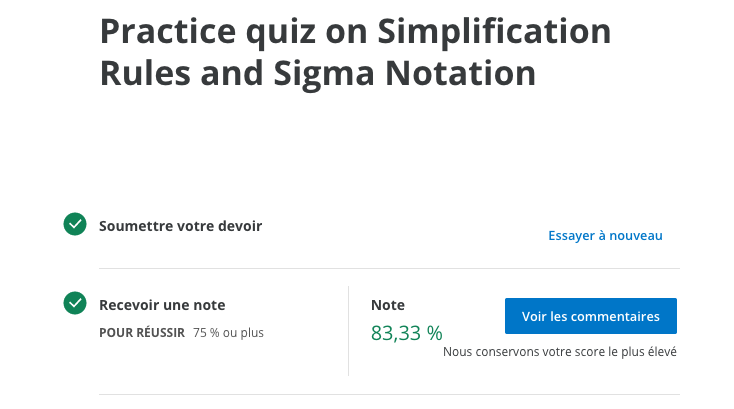 Practice quiz on Simplification
Rules and Sigma Notation
Soumettre votre devoir
Essayer à nouveau
Recevoir une note
POUR RÉUSSIR 75 % ou plus
Note
83,33 %
Voir les commentaires
Nous conservons votre score le plus élevé